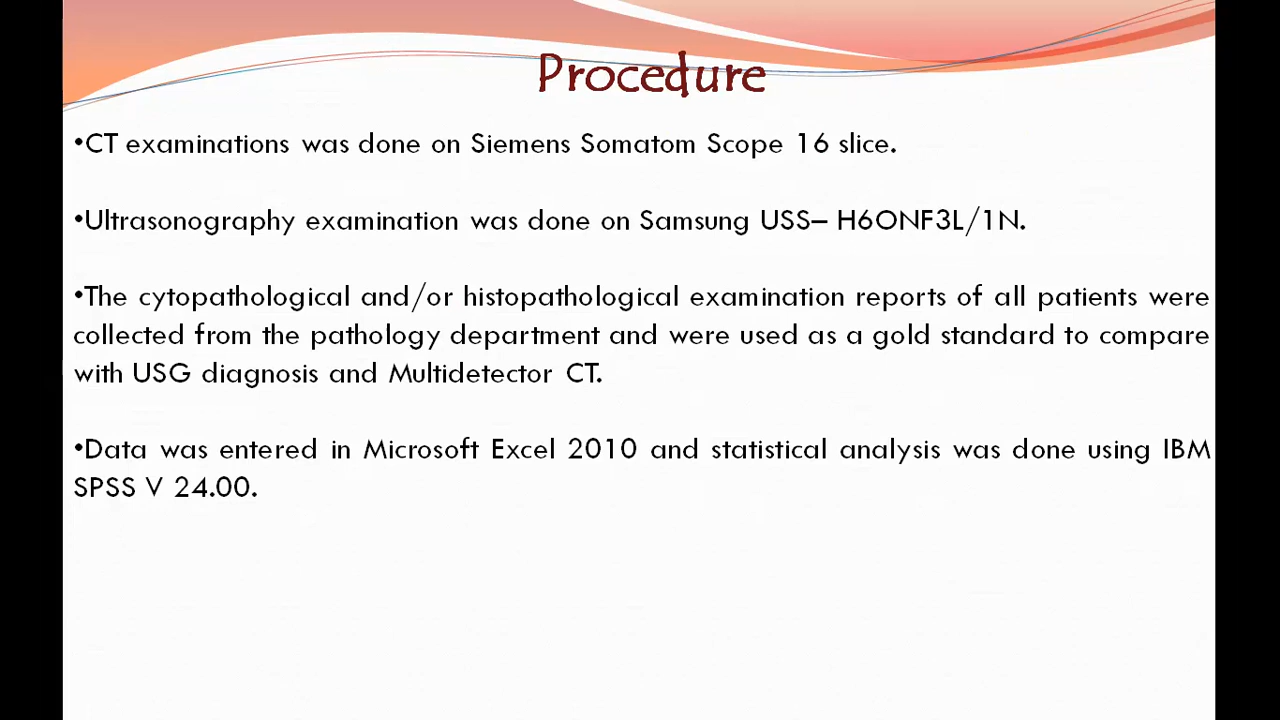 Procedure
•CT examinations was done on Siemens Somatom Scope 16 slice.
•Ultrasonography examination was done on Samsung USS– H6ONF3L/1N.
•The cytopathological and/or histopathological examination reports of all patients were
collected from the pathology department and were used as a gold standard to compare
with USG diagnosis and Multidetector CT.
•Data was entered in Microsoft Excel 2010 and statistical analysis was done using IBM
SPSS V 24.00.